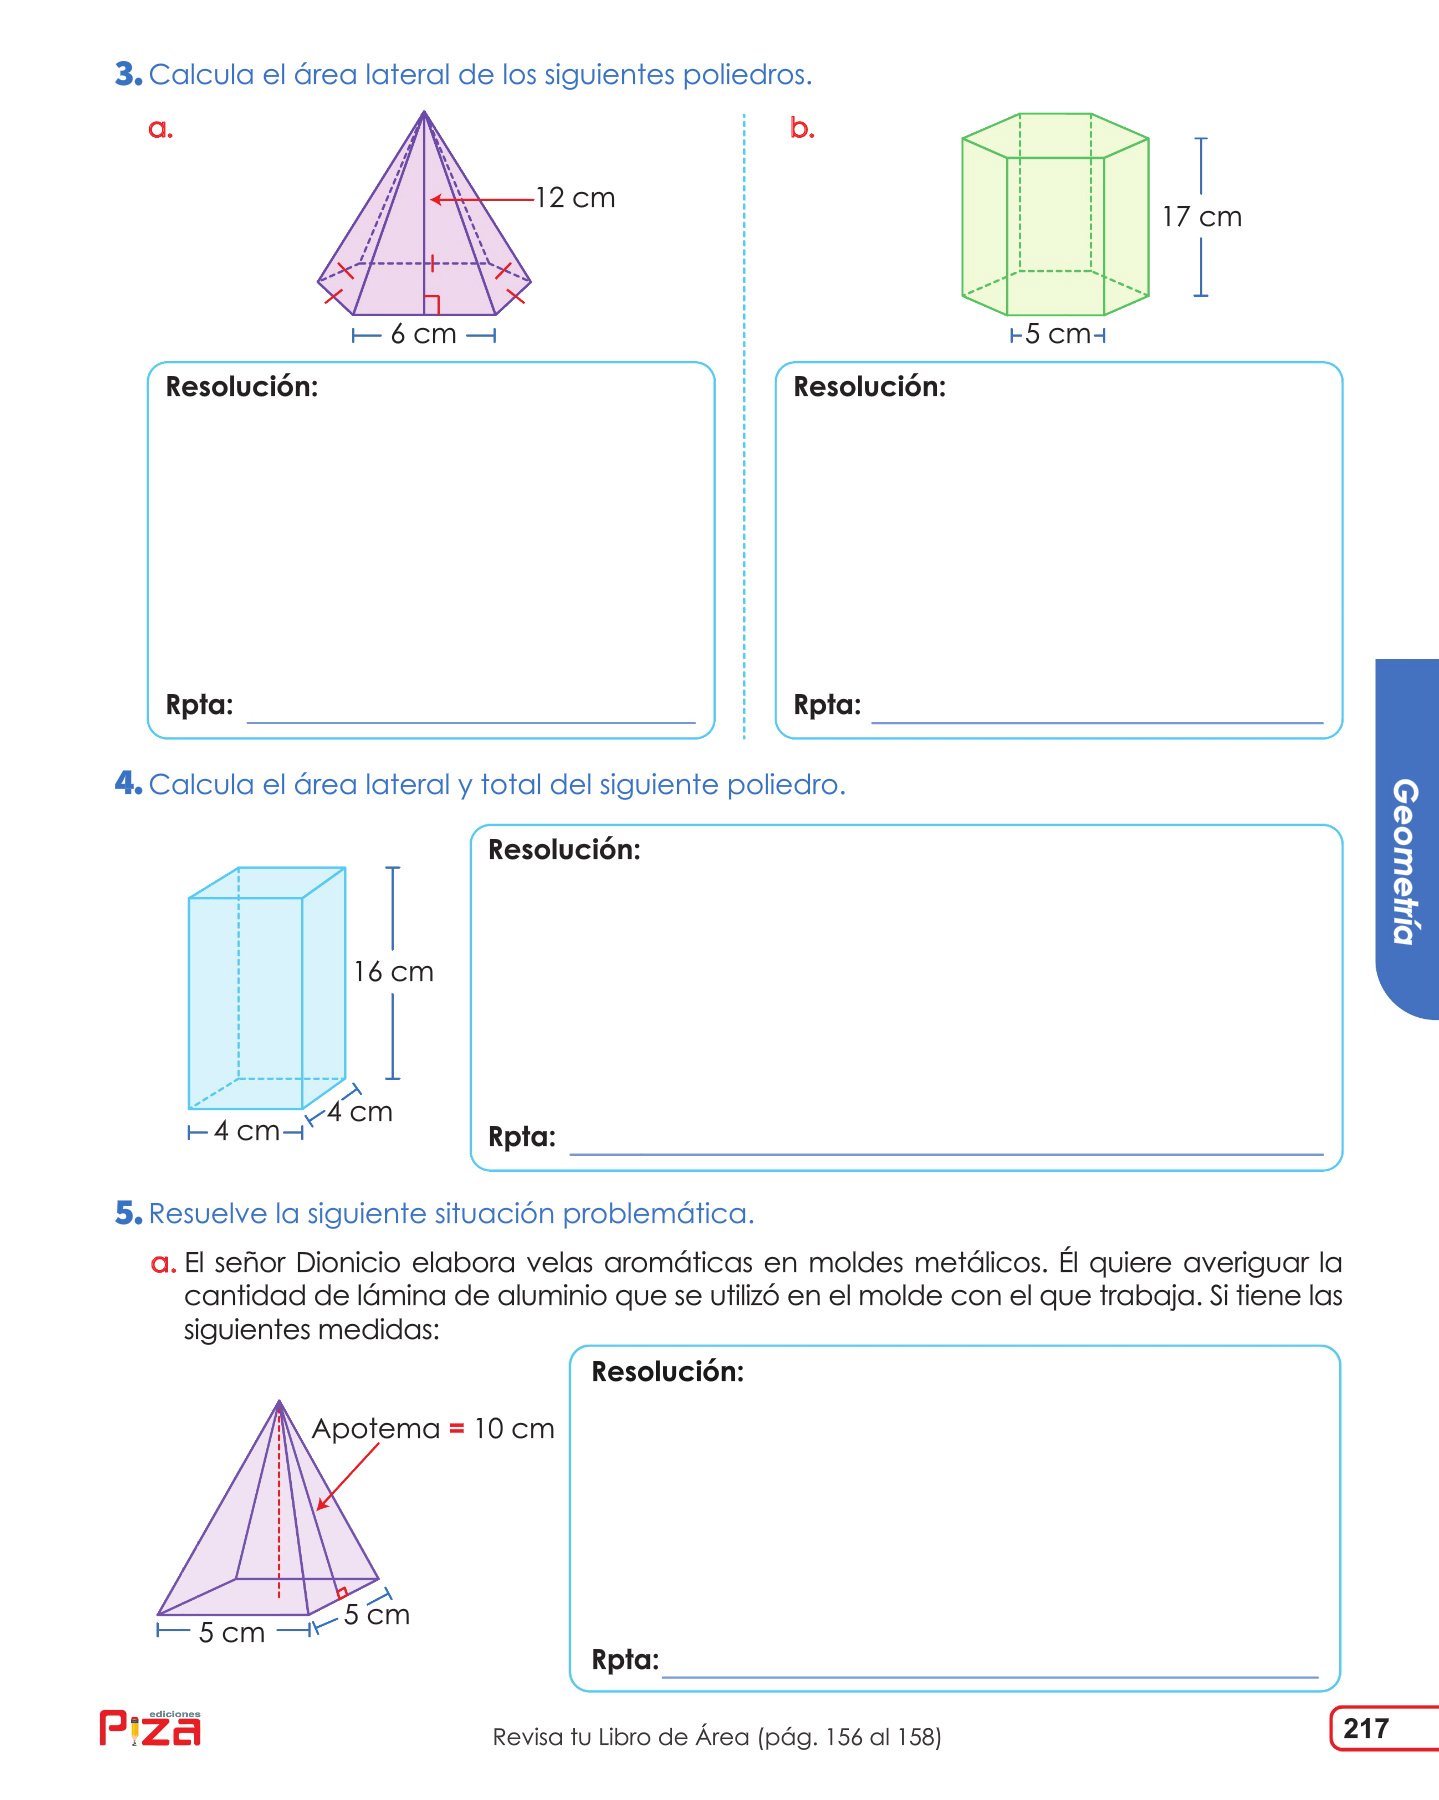 3. Calcula el área lateral de los siguientes poliedros.
a.
12 cm
6 cm
b.
17 cm
5 cm
Resolución:
Rpta:
Resolución:
Rpta:
4. Calcula el área lateral y total del siguiente poliedro.
16 cm
4 cm
4 cm
Resolución:
Rpta:
Geometría
5. Resuelve la siguiente situación problemática.
a. El señor Dionicio elabora velas aromáticas en moldes metálicos. Él quiere averiguar la
cantidad de lámina de aluminio que se utilizó en el molde con el que trabaja. Si tiene las
siguientes medidas:
Apotema = 10 cm
5 cm
5 cm
Resolución:
Rpta:
ediciones
Piza
Revisa tu Libro de Área (pág. 156 al 158)
217